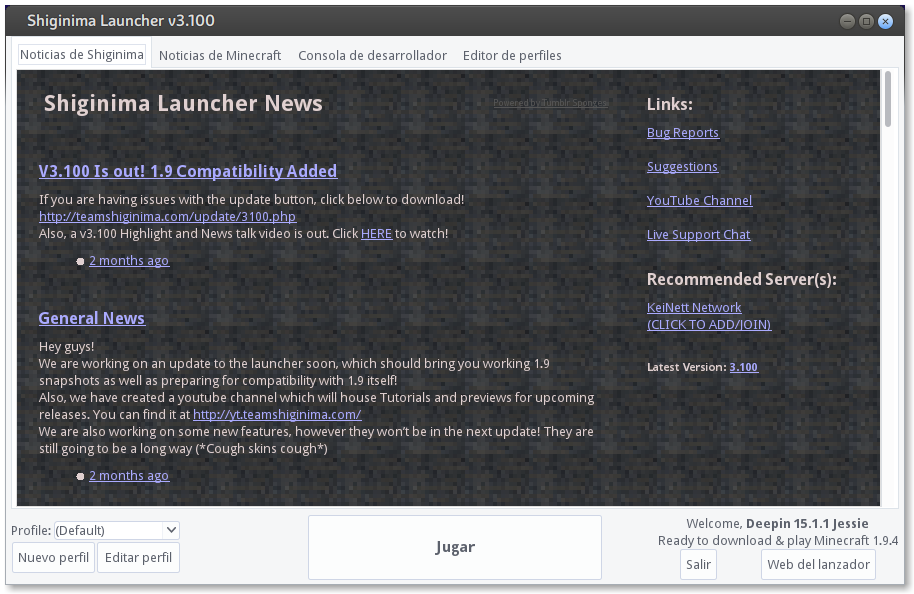 Shiginima Launcher v3.100
Noticias de Shiginima
Noticias de Minecraft
Consola de desarrollador
Editor de perfiles
Shiginima Launcher News
Powered by Tumblr Sponges
V3.100 Is out! 1.9 Compatibility Added
If you are having issues with the update button, click below to download!
http://teamshiginima.com/update/3100.php
Also, a v3.100 Highlight and News talk video is out. Click HERE to watch!
2 months ago
General News
Hey guys!
We are working on an update to the launcher soon, which should bring you working 1.9
snapshots as well as preparing for compatibility with 1.9 itself!
Also, we have created a youtube channel which will house Tutorials and previews for upcoming
releases. You can find it at http://yt.teamshiginima.com/
We are also working on some new features, however they won't be in the next update! They are
still going to be a long way (*Cough skins cough*)
2 months ago
Links:
Bug Reports
Suggestions
YouTube Channel
Live Support Chat
Recommended Server(s):
KeiNett Network
(CLICK TO ADD/JOIN)
Latest Version: 3.100
Profile: (Default)
Nuevo perfil
Editar perfil
Jugar
Welcome, Deepin 15.1.1 Jessie
Ready to download & play Minecraft 1.9.4
Salir
Web del lanzador